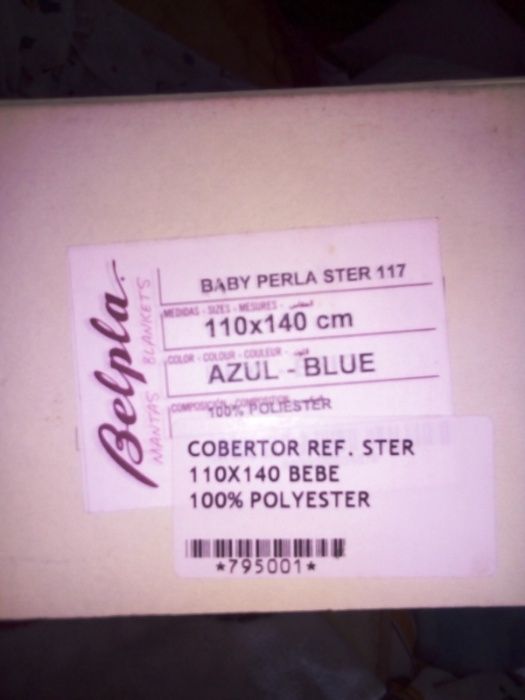 Belpla
MANTAS BLANKETS
BABY PERLA STER 117
MEDIDAS - SIZES - MESURES -
110x140 cm
COLOR - COLOUR - COULEUR -
AZUL - BLUE
COMPOSICIÓN - COMPOSITION -
100% POLIESTER
COBERTOR REF. STER
110X140 BEBE
100% POLYESTER
*795001*